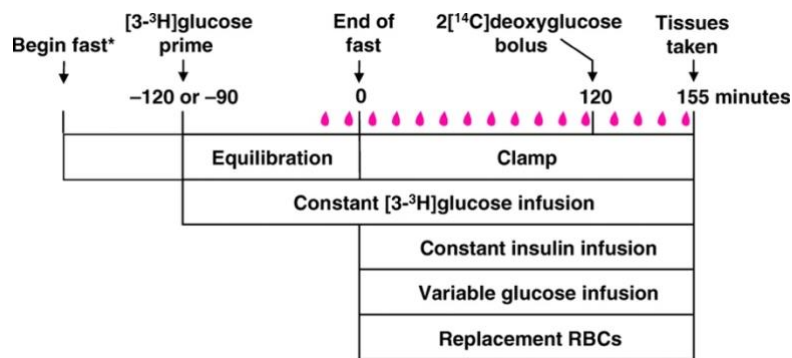 [3-³H]glucose End of 2[¹⁴C]deoxyglucose Tissues
Begin fast* prime fast bolus taken
–120 or –90 0 120 155 minutes
Equilibration Clamp
Constant [3-³H]glucose infusion
Constant insulin infusion
Variable glucose infusion
Replacement RBCs